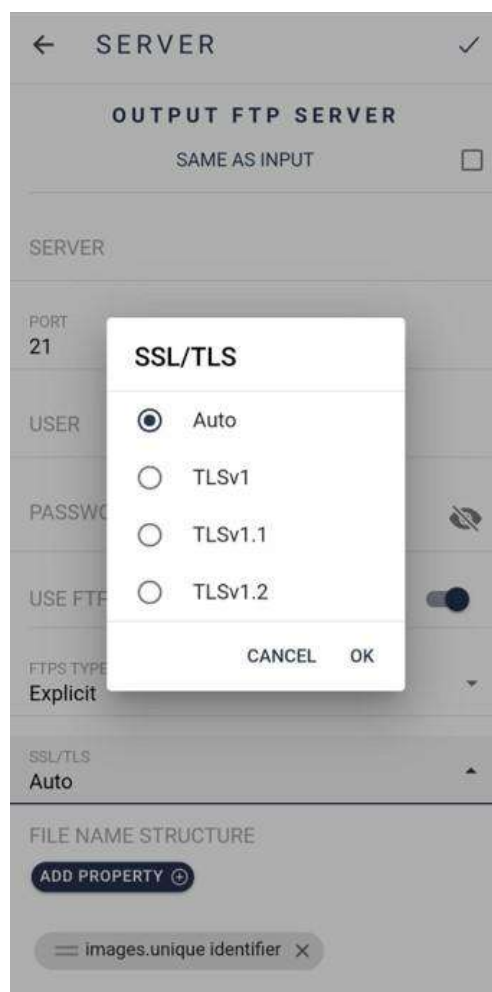 SERVER
OUTPUT FTP SERVER
SAME AS INPUT
SERVER
PORT
21
SSL/TLS
Auto
USER
TLSv1
PASSWO
TLSv1.1
USE FTP
TLSv1.2
CANCEL OK
FTPS TYPE
Explicit
SSL/TLS
Auto
FILE NAME STRUCTURE
ADD PROPERTY
images.unique identifier